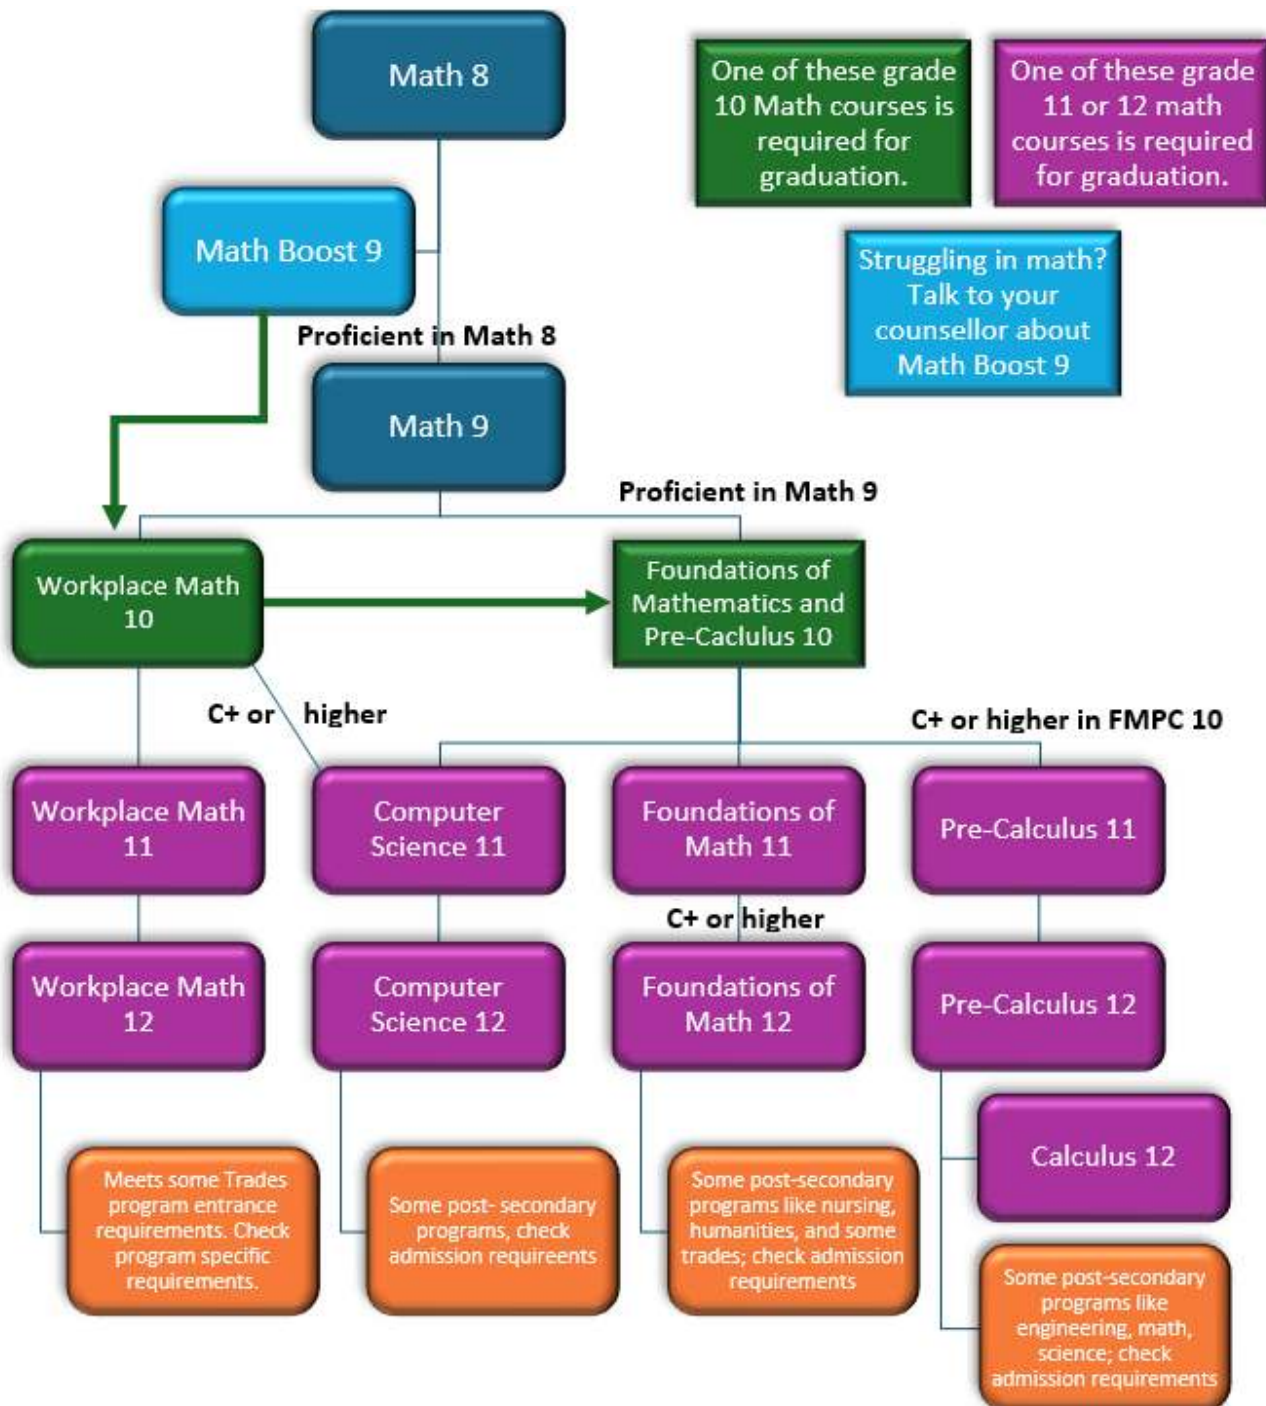 Math 8
One of these grade
10 Math courses is
required for
graduation.
One of these grade
11 or 12 math
courses is required
for graduation.
Math Boost 9
Struggling in math?
Talk to your
counsellor about
Math Boost 9
Proficient in Math 8
Math 9
Proficient in Math 9
Workplace Math
10
Foundations of
Mathematics and
Pre-Caclulus 10
C+ or higher
C+ or higher in FMPC 10
Workplace Math
11
Computer
Science 11
Foundations of
Math 11
Pre-Calculus 11
C+ or higher
Workplace Math
12
Computer
Science 12
Foundations of
Math 12
Pre-Calculus 12
Calculus 12
Meets some Trades
program entrance
requirements. Check
program specific
requirements.
Some post- secondary
programs, check
admission requireents
Some post-secondary
programs like nursing,
humanities, and some
trades; check admission
requirements
Some post-secondary
programs like
engineering, math,
science; check
admission requirements